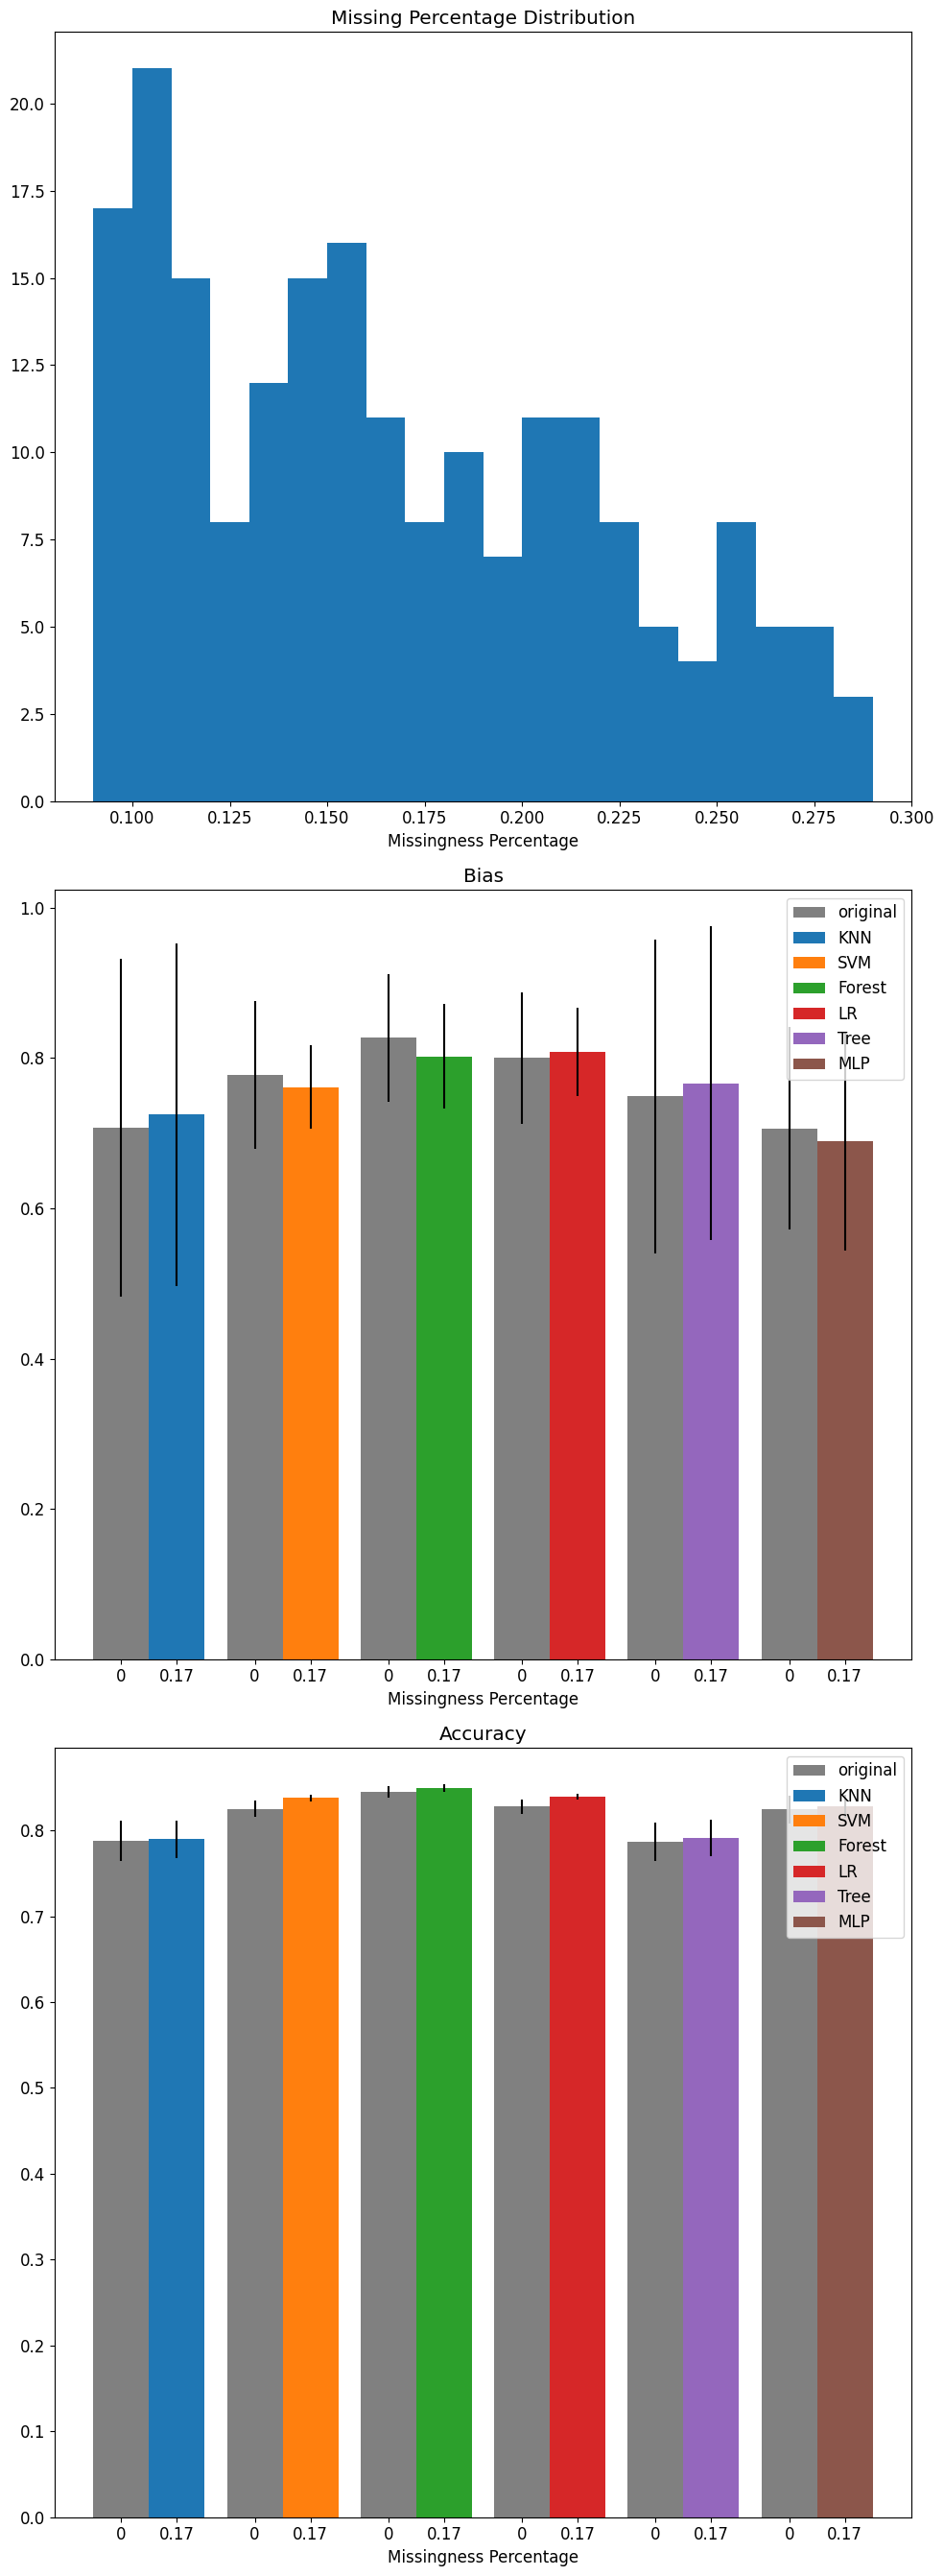 Missing Percentage Distribution
20.0
17.5
15.0
12.5
10.0
7.5
5.0
2.5
0.0
0.100 0.125 0.150 0.175 0.200 0.225 0.250 0.275 0.300
Missingness Percentage
Bias
original
KNN
SVM
Forest
LR
Tree
MLP
1.0
0.8
0.6
0.4
0.2
0.0
0 0.17 0 0.17 0 0.17 0 0.17 0 0.17 0 0.17
Missingness Percentage
Accuracy
original
KNN
SVM
Forest
LR
Tree
MLP
0.8
0.7
0.6
0.5
0.4
0.3
0.2
0.1
0.0
0 0.17 0 0.17 0 0.17 0 0.17 0 0.17 0 0.17
Missingness Percentage